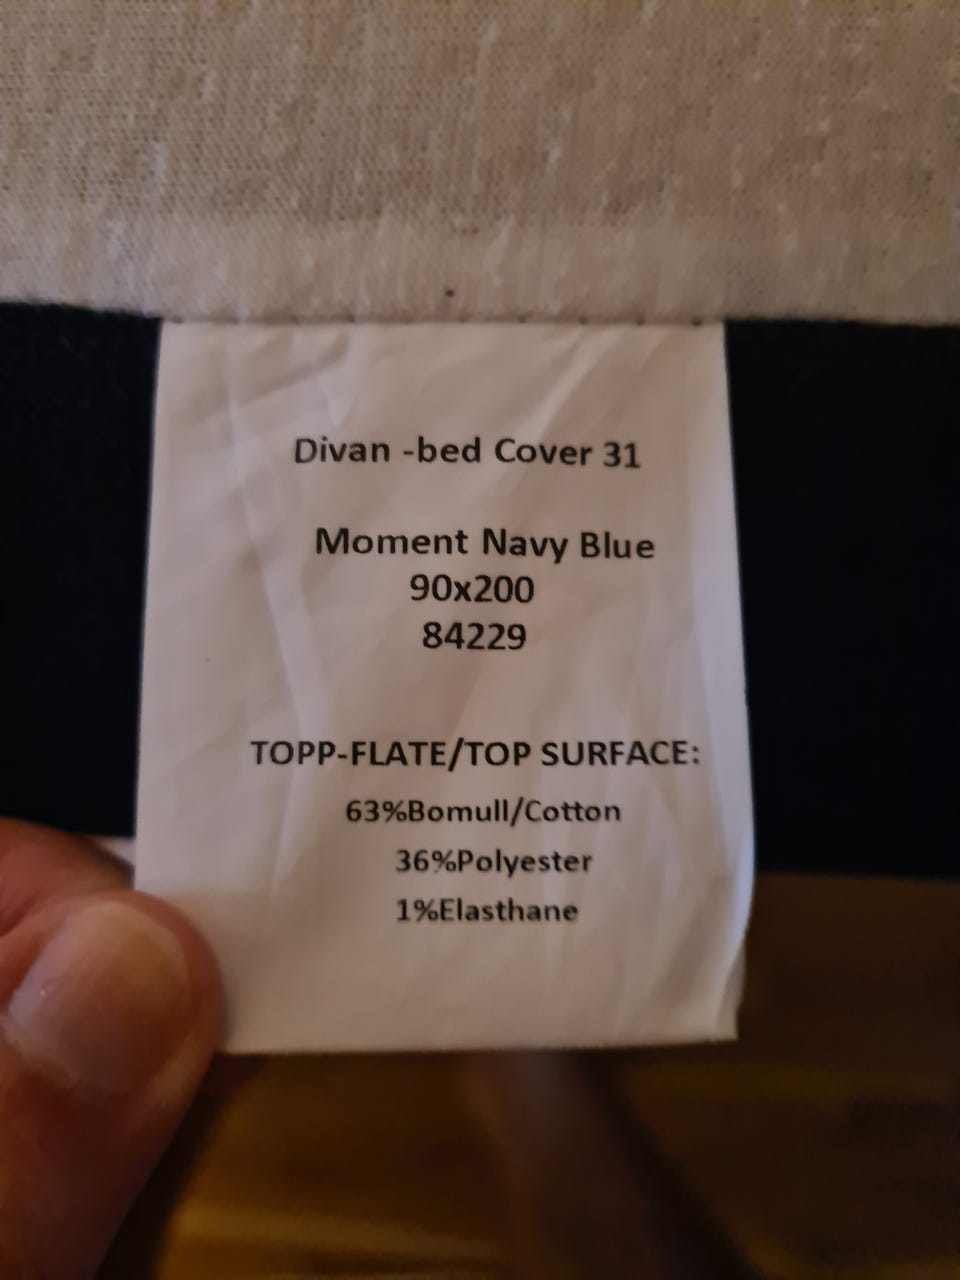 Divan -bed Cover 31
Moment Navy Blue
90x200
84229
TOPP-FLATE/TOP SURFACE:
63%Bomull/Cotton
36%Polyester
1%Elasthane